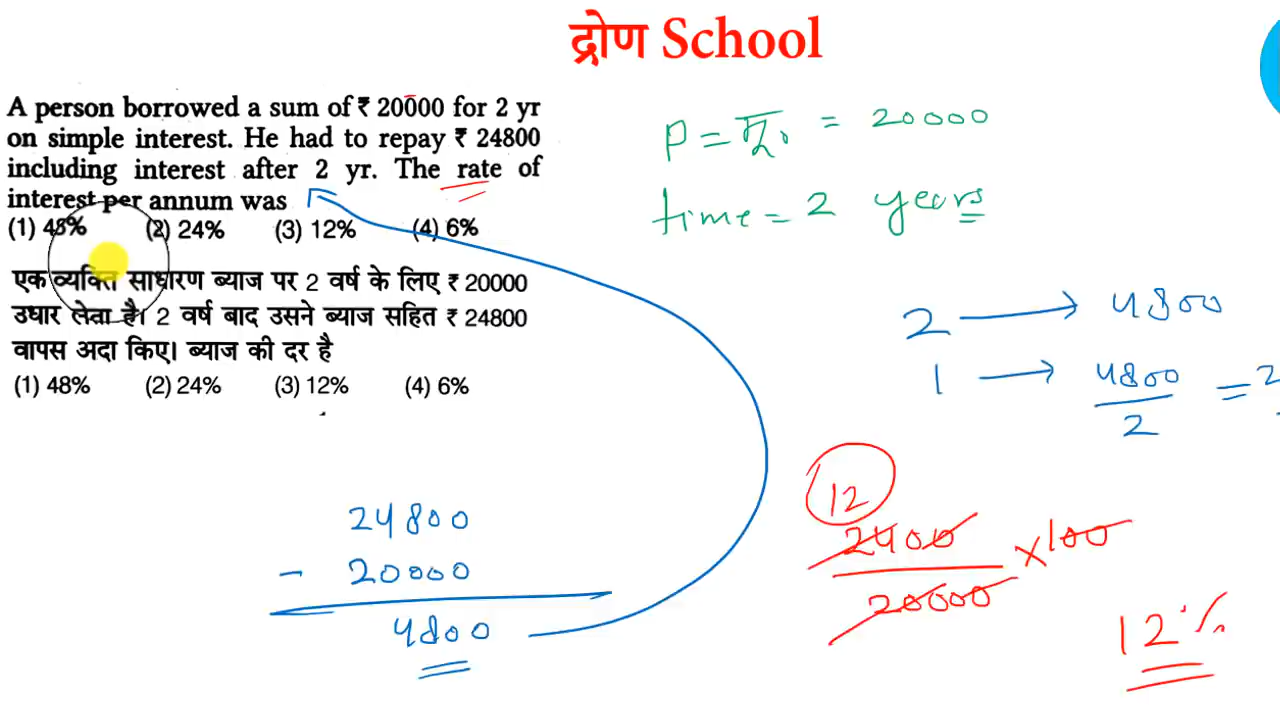 द्रोण School
A person borrowed a sum of ₹ 20000 for 2 yr
on simple interest. He had to repay ₹ 24800
including interest after 2 yr. The rate of
interest per annum was
(1) 48% (2) 24% (3) 12% (4) 6%
एक व्यक्ति साधारण ब्याज पर 2 वर्ष के लिए ₹ 20000
उधार लेता है। 2 वर्ष बाद उसने ब्याज सहित ₹ 24800
वापस अदा किए। ब्याज की दर है
(1) 48% (2) 24% (3) 12% (4) 6%
P = = 20000
time = 2 years
2 → 4800
1 → 4800/2 =
24800
- 20000
4800
12
2400/20000 × 100
12%